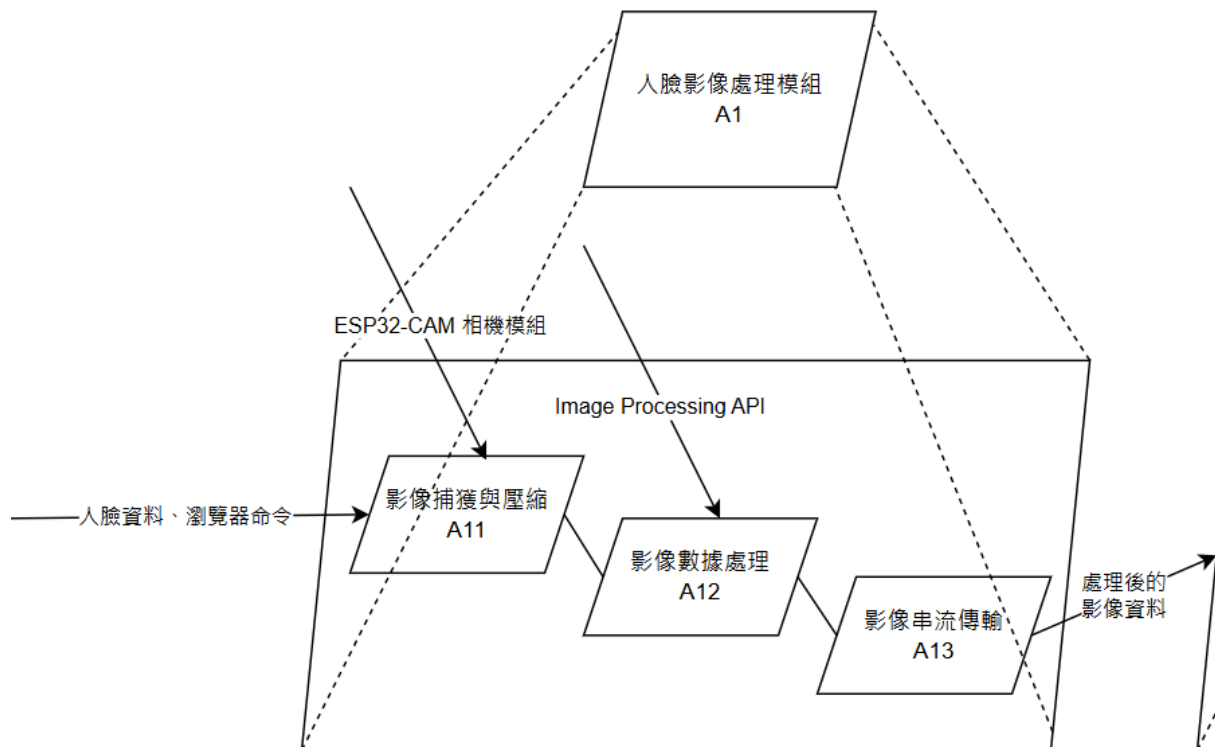 人臉影像處理模組
A1
ESP32-CAM 相機模組
Image Processing API
人臉資料、瀏覽器命令
影像捕獲與壓縮
A11
影像數據處理
A12
影像串流傳輸
A13
處理後的
影像資料